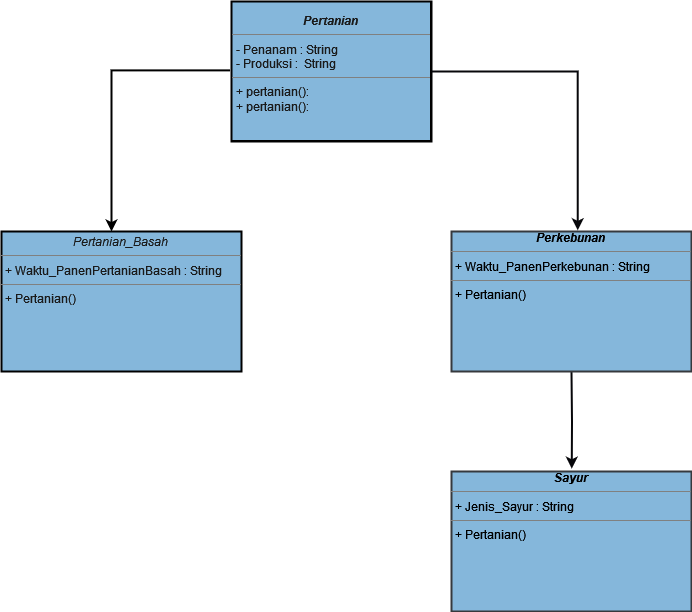 Pertanian
- Penanam : String
- Produksi :  String
+ pertanian():
+ pertanian():
Pertanian_Basah
+ Waktu_PanenPertanianBasah : String
+ Pertanian()
Perkebunan
+ Waktu_PanenPerkebunan : String
+ Pertanian()
Sayur
+ Jenis_Sayur : String
+ Pertanian()